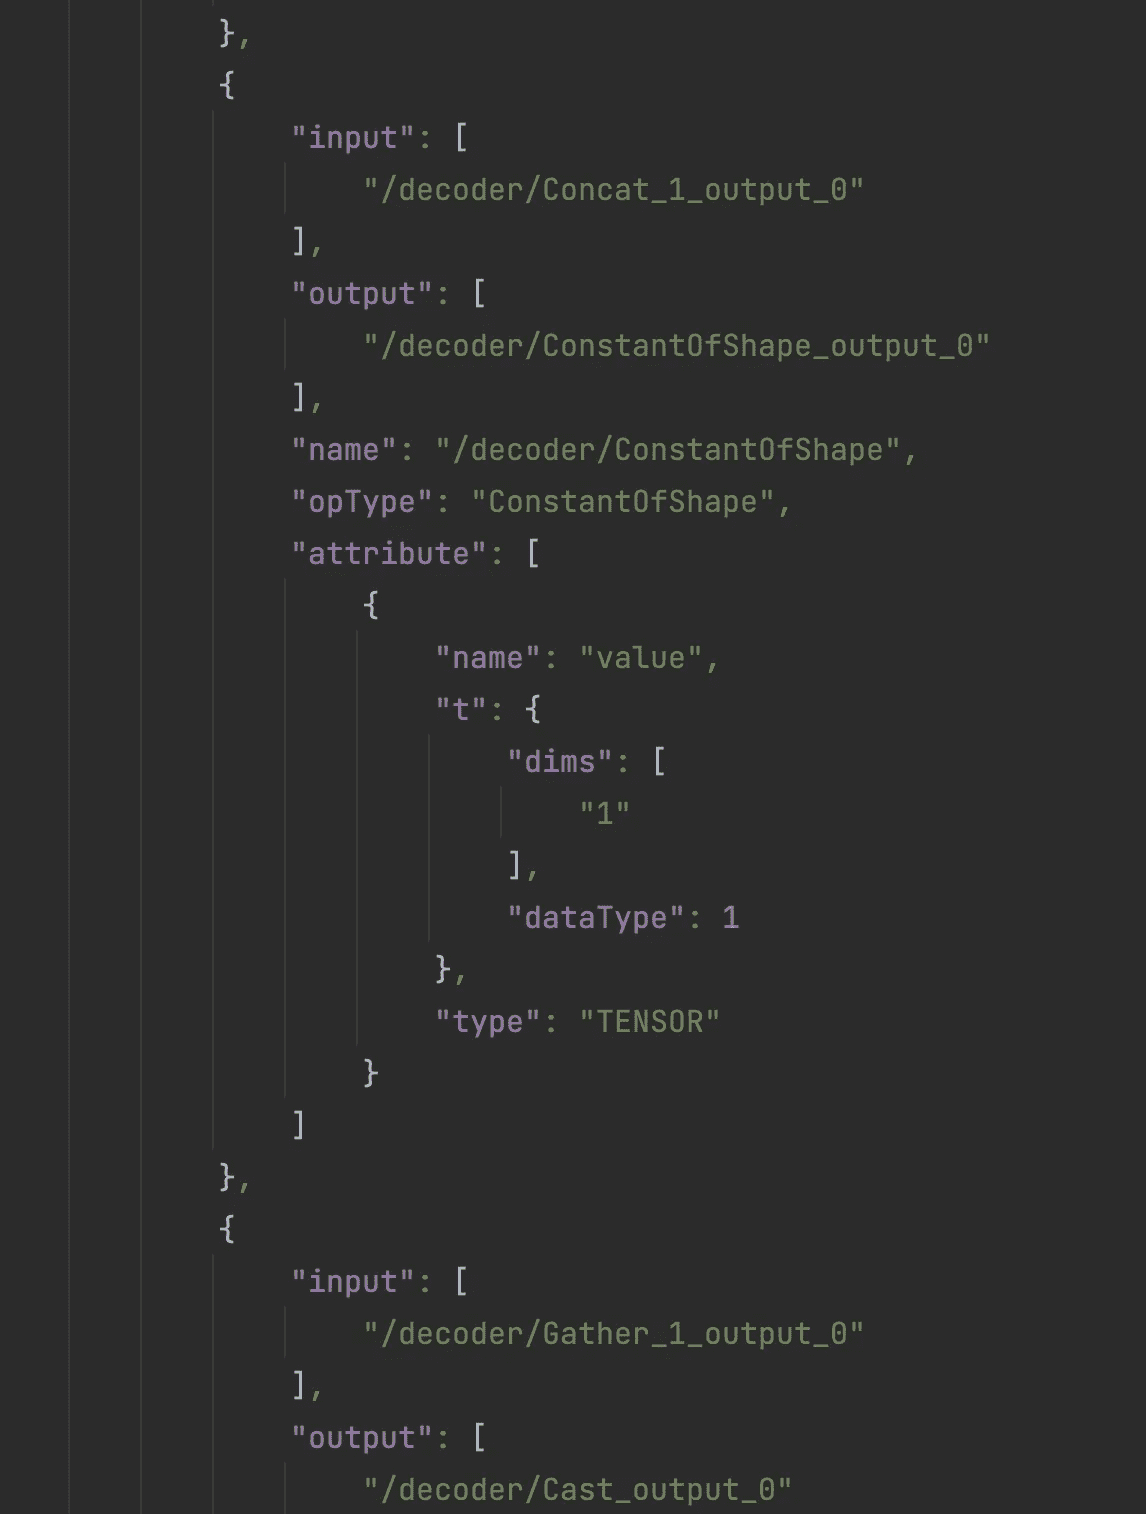 },
{
"input": [
"/decoder/Concat_1_output_0"
],
"output": [
"/decoder/ConstantOfShape_output_0"
],
"name": "/decoder/ConstantOfShape",
"opType": "ConstantOfShape",
"attribute": [
{
"name": "value",
"t": {
"dims": [
"1"
],
"dataType": 1
},
"type": "TENSOR"
}
]
},
{
"input": [
"/decoder/Gather_1_output_0"
],
"output": [
"/decoder/Cast_output_0"